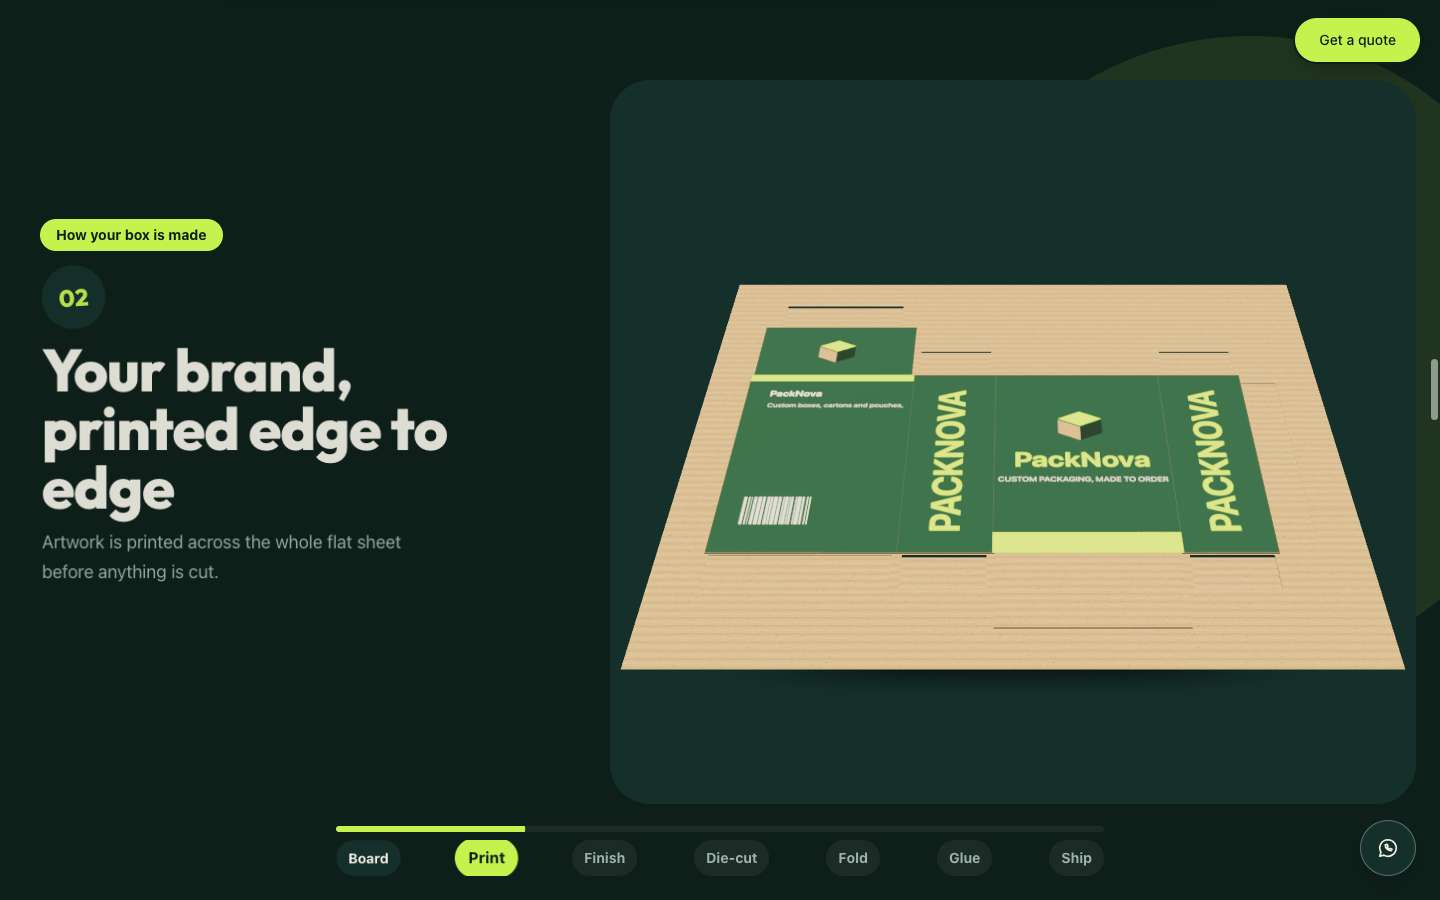 Get a quote
How your box is made
02
Your brand,
printed edge to
edge
Artwork is printed across the whole flat sheet
before anything is cut.
PackNova
Custom boxes, cartons and pouches.
PACKNOVA
PackNova
CUSTOM PACKAGING, MADE TO ORDER
PACKNOVA
Board
Print
Finish
Die-cut
Fold
Glue
Ship